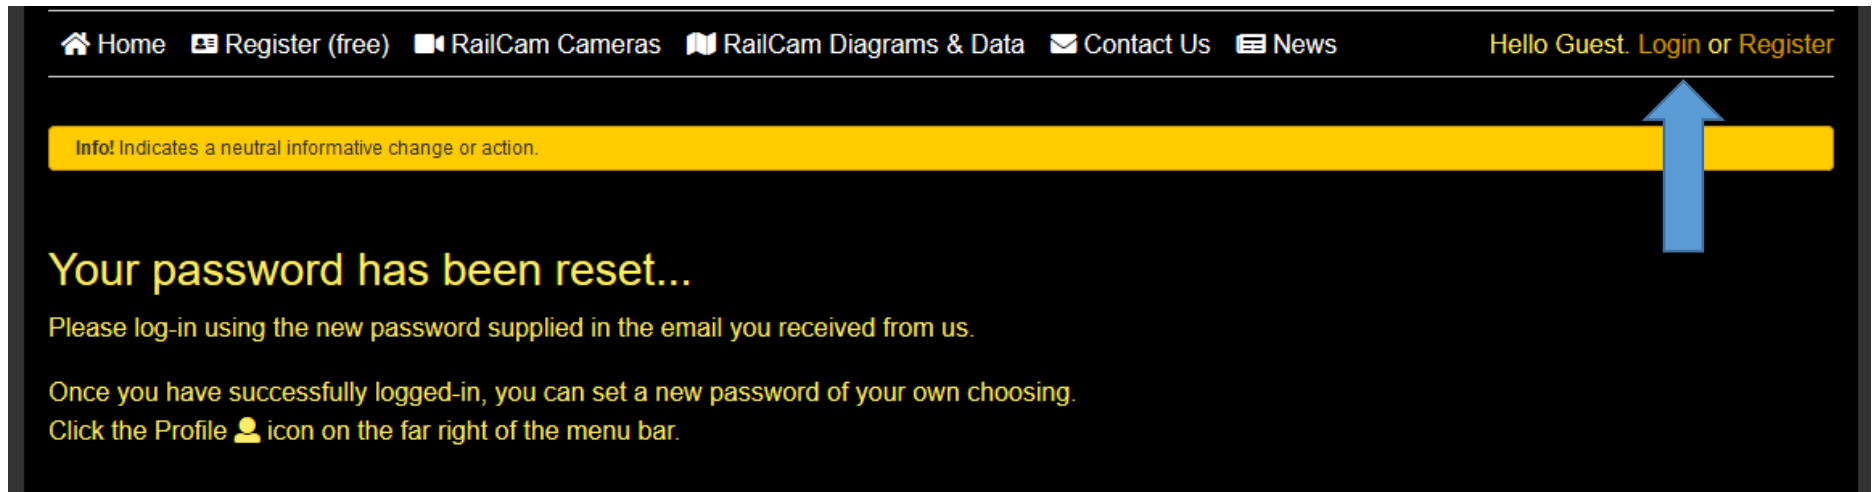 Home Register (free) RailCam Cameras RailCam Diagrams & Data Contact Us News Hello Guest. Login or Register
Info! Indicates a neutral informative change or action.
Your password has been reset...
Please log-in using the new password supplied in the email you received from us.
Once you have successfully logged-in, you can set a new password of your own choosing.
Click the Profile icon on the far right of the menu bar.